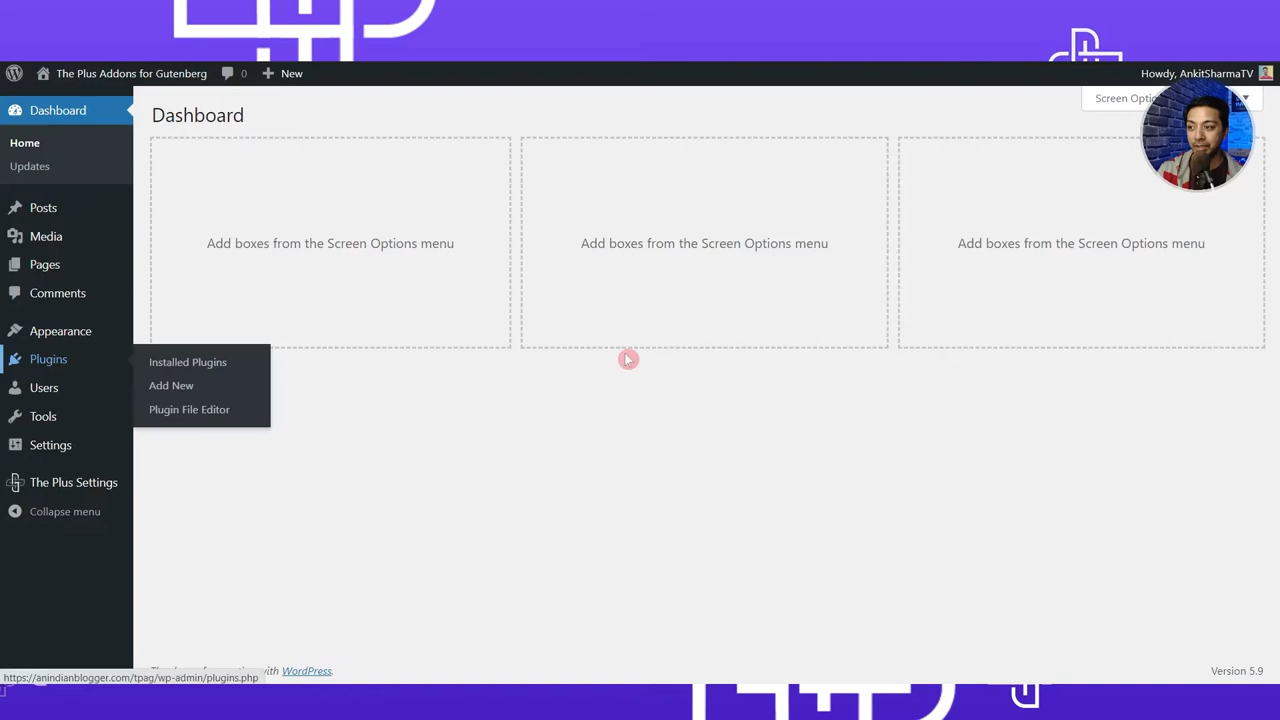 The Plus Addons for Gutenberg 0 New Howdy, AnkitSharmaTV
Dashboard
Home
Updates
Posts
Media
Pages
Comments
Appearance
Plugins
Users
Tools
Settings
The Plus Settings
Collapse menu
Installed Plugins
Add New
Plugin File Editor
Screen Optio
Dashboard
Add boxes from the Screen Options menu
Add boxes from the Screen Options menu
Add boxes from the Screen Options menu
with WordPress.
Version 5.9
https://anindianblogger.com/tpag/wp-admin/plugins.php